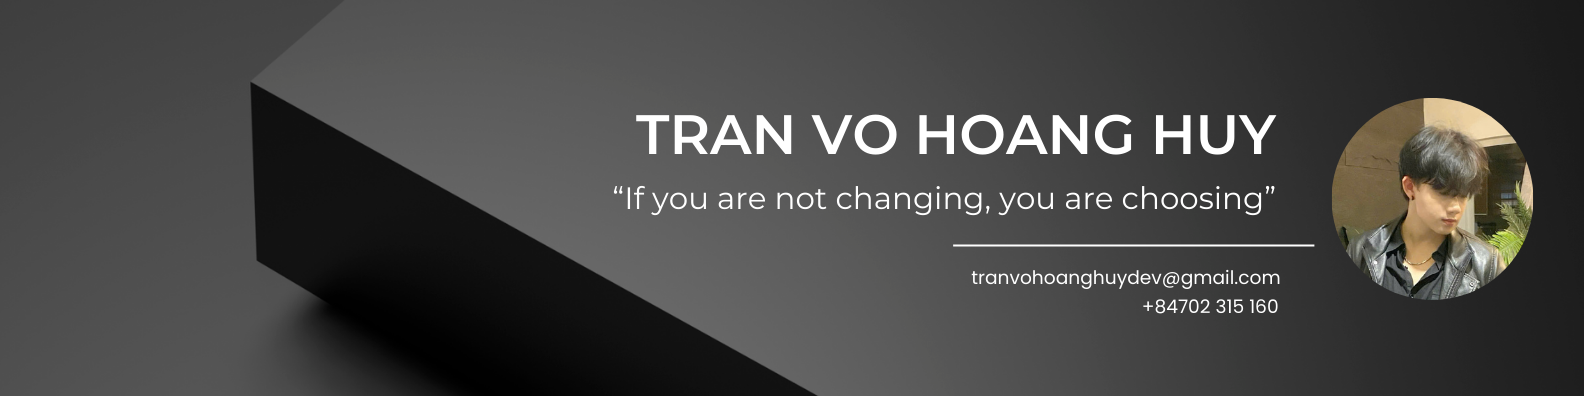 TRAN VO HOANG HUY
“If you are not changing, you are choosing”
tranvohoanghuydev@gmail.com
+84702 315 160